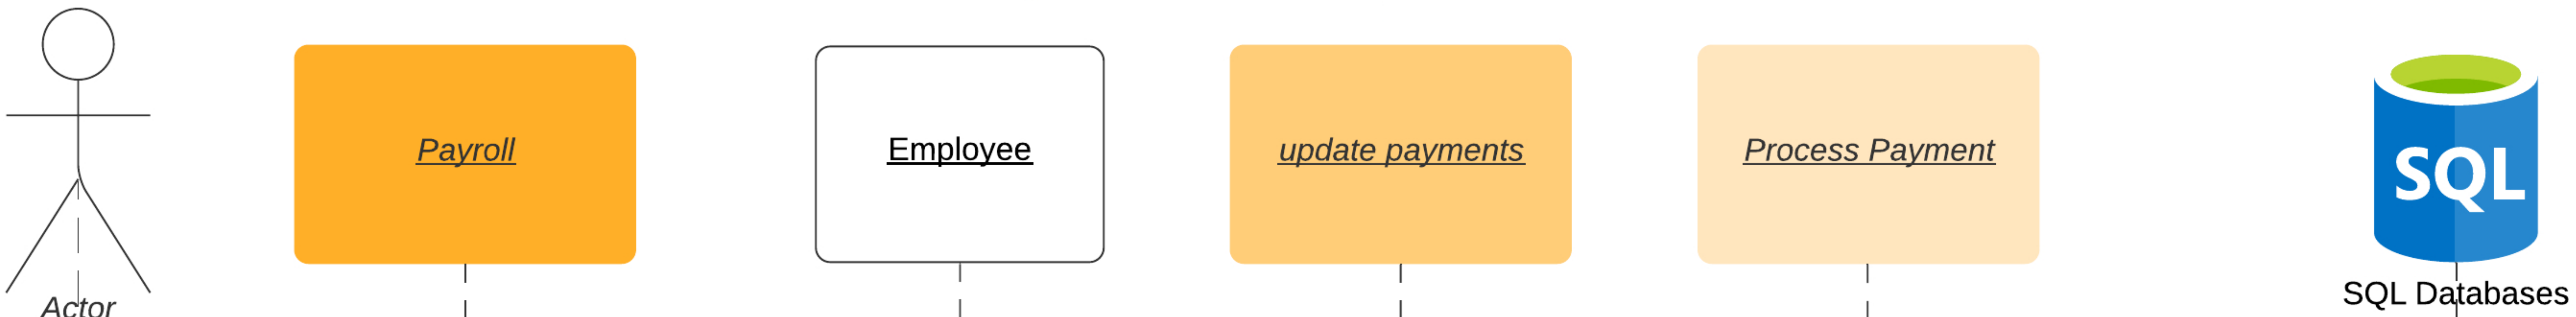 Payroll
Employee
update payments
Process Payment
SQL
SQL Databases
Actor